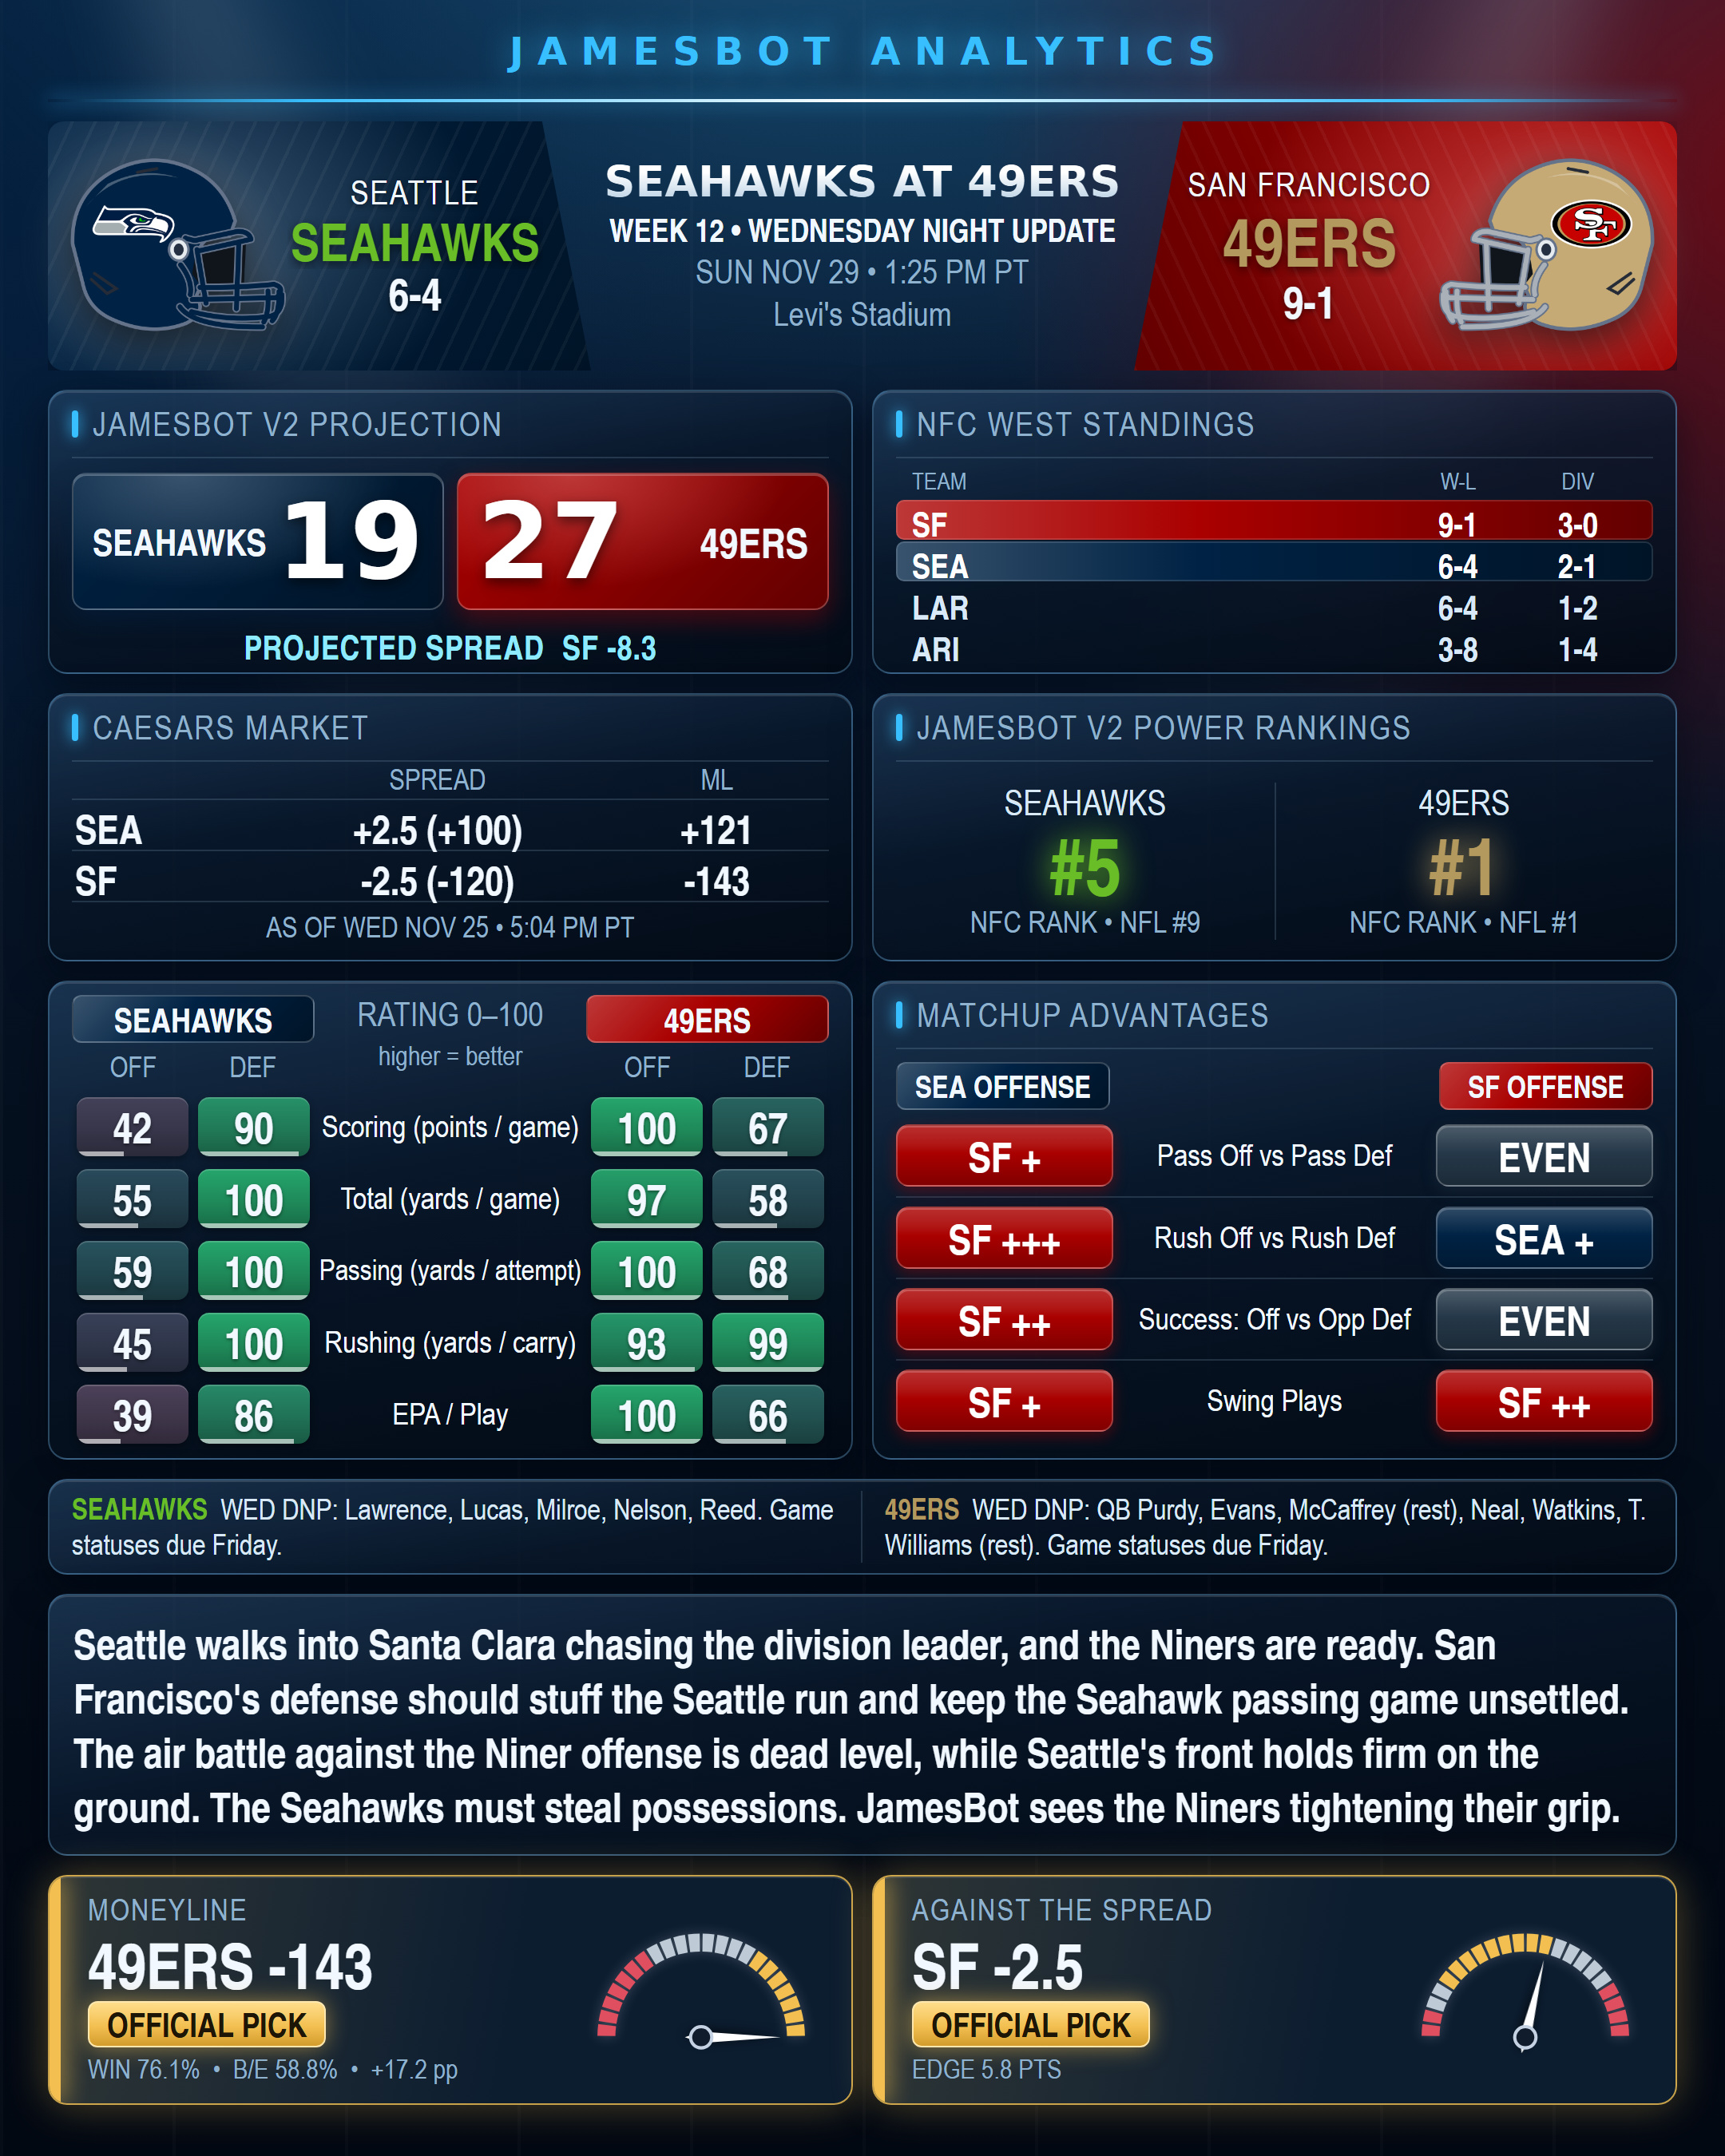 JAMESBOT ANALYTICS
SEATTLE
SEAHAWKS
6-4
SEAHAWKS AT 49ERS
WEEK 12 • WEDNESDAY NIGHT UPDATE
SUN NOV 29 • 1:25 PM PT
Levi's Stadium
SAN FRANCISCO
49ERS
9-1
SF
JAMESBOT V2 PROJECTION
SEAHAWKS 19
27 49ERS
PROJECTED SPREAD SF -8.3
NFC WEST STANDINGS
TEAM W-L DIV
SF 9-1 3-0
SEA 6-4 2-1
LAR 6-4 1-2
ARI 3-8 1-4
CAESARS MARKET
SPREAD ML
SEA +2.5 (+100) +121
SF -2.5 (-120) -143
AS OF WED NOV 25 • 5:04 PM PT
JAMESBOT V2 POWER RANKINGS
SEAHAWKS
#5
NFC RANK • NFL #9
49ERS
#1
NFC RANK • NFL #1
SEAHAWKS RATING 0–100 49ERS
OFF DEF higher = better OFF DEF
42 90 Scoring (points / game) 100 67
55 100 Total (yards / game) 97 58
59 100 Passing (yards / attempt) 100 68
45 100 Rushing (yards / carry) 93 99
39 86 EPA / Play 100 66
MATCHUP ADVANTAGES
SEA OFFENSE SF OFFENSE
SF + Pass Off vs Pass Def EVEN
SF +++ Rush Off vs Rush Def SEA +
SF ++ Success: Off vs Opp Def EVEN
SF + Swing Plays SF ++
SEAHAWKS WED DNP: Lawrence, Lucas, Milroe, Nelson, Reed. Game
statuses due Friday.
49ERS WED DNP: QB Purdy, Evans, McCaffrey (rest), Neal, Watkins, T.
Williams (rest). Game statuses due Friday.
Seattle walks into Santa Clara chasing the division leader, and the Niners are ready. San
Francisco's defense should stuff the Seattle run and keep the Seahawk passing game unsettled.
The air battle against the Niner offense is dead level, while Seattle's front holds firm on the
ground. The Seahawks must steal possessions. JamesBot sees the Niners tightening their grip.
MONEYLINE
49ERS -143
OFFICIAL PICK
WIN 76.1% • B/E 58.8% • +17.2 pp
AGAINST THE SPREAD
SF -2.5
OFFICIAL PICK
EDGE 5.8 PTS